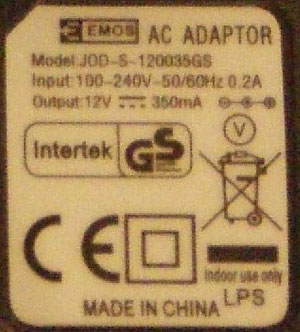 EMOS AC ADAPTOR
Model:JOD-S-120035GS
Input:100-240V~50/60Hz 0.2A
Output:12V ⎓ 350mA
V
Intertek GS
CE
Indoor use only
MADE IN CHINA LPS